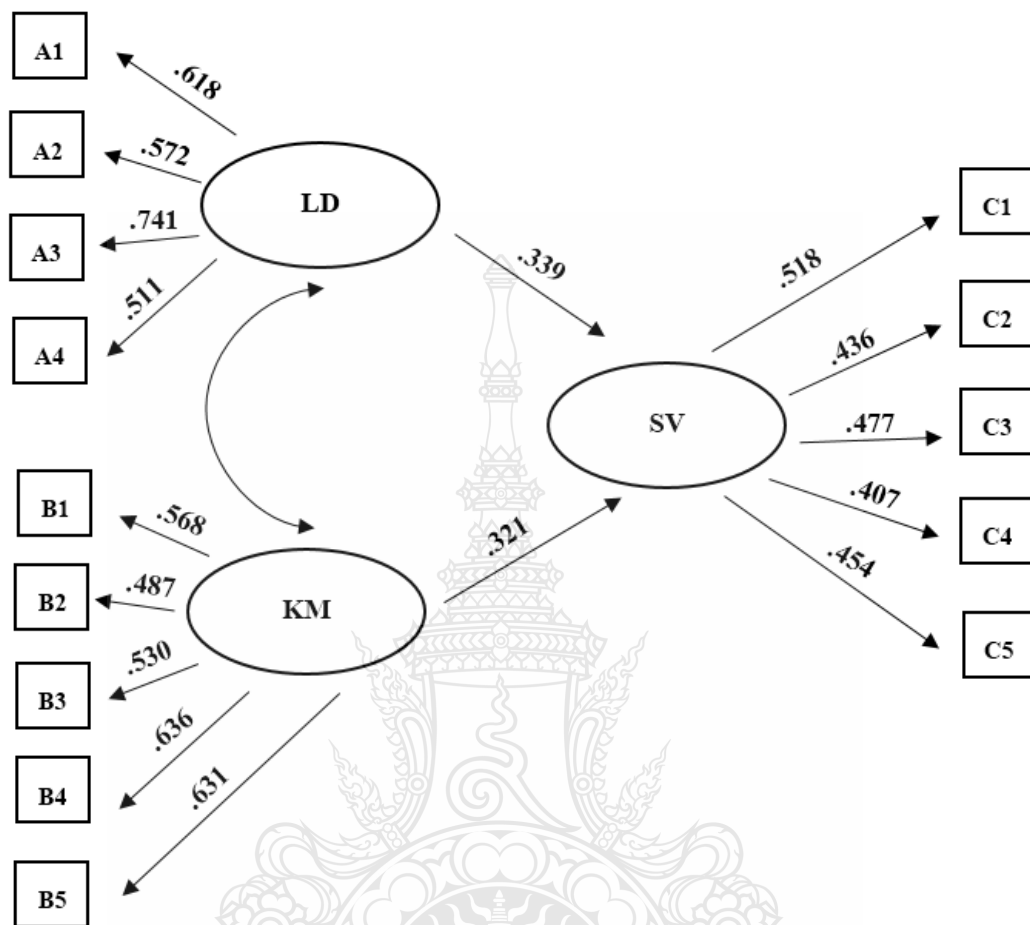 A1
.618
A2
.572
LD
A3
.741
A4
.511
.339
C1
.518
C2
.436
SV
C3
.477
C4
.407
C5
.454
B1
.568
B2
.487
KM
.321
B3
.530
B4
.636
B5
.631